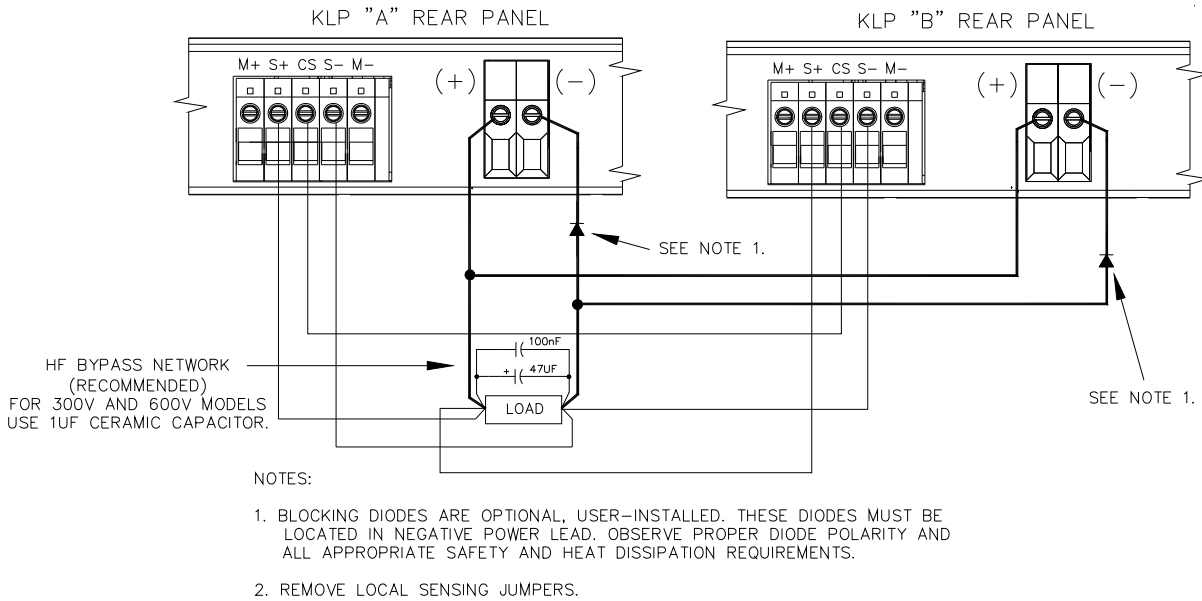 KLP "A" REAR PANEL
KLP "B" REAR PANEL
M+ S+ CS S- M-
(+)
(-)
M+ S+ CS S- M-
(+)
(-)
SEE NOTE 1.
100nF
+ 47UF
LOAD
HF BYPASS NETWORK
(RECOMMENDED)
FOR 300V AND 600V MODELS
USE 1UF CERAMIC CAPACITOR.
SEE NOTE 1.
NOTES:
1. BLOCKING DIODES ARE OPTIONAL, USER-INSTALLED. THESE DIODES MUST BE
LOCATED IN NEGATIVE POWER LEAD. OBSERVE PROPER DIODE POLARITY AND
ALL APPROPRIATE SAFETY AND HEAT DISSIPATION REQUIREMENTS.
2. REMOVE LOCAL SENSING JUMPERS.